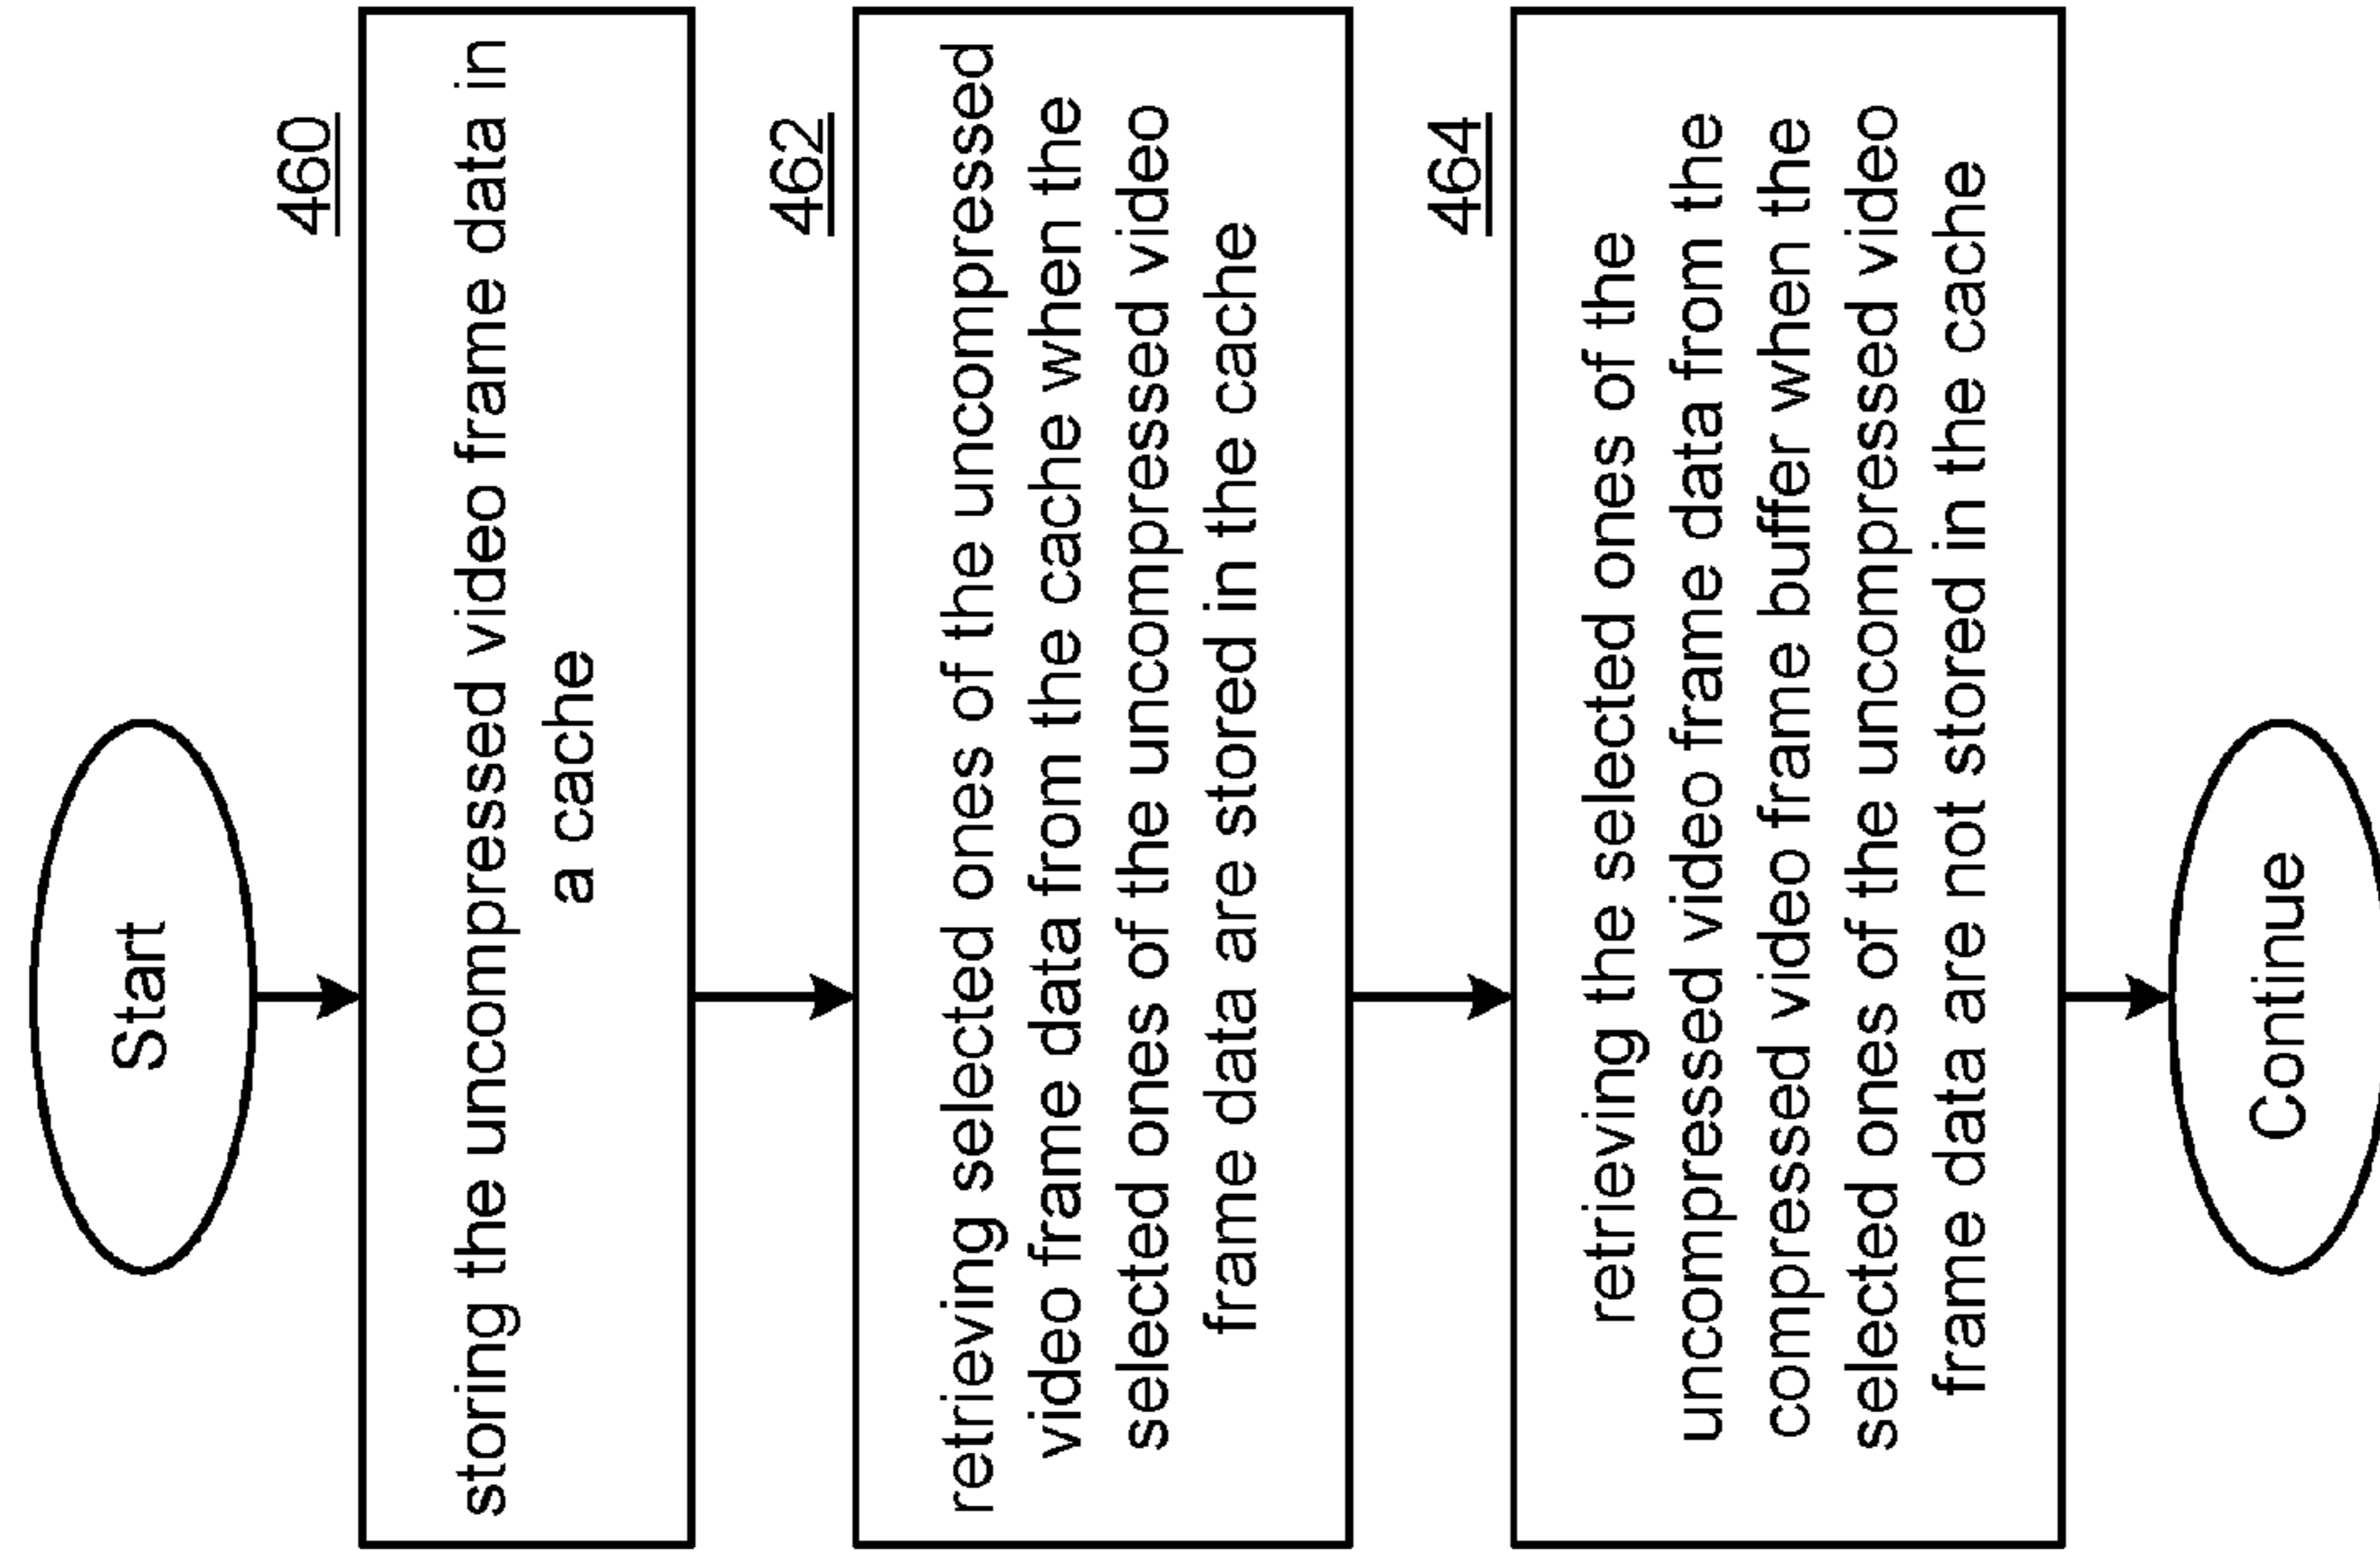 Start
460
storing the uncompressed video frame data in
a cache
462
retrieving selected ones of the uncompressed
video frame data from the cache when the
selected ones of the uncompressed video
frame data are stored in the cache
464
retrieving the selected ones of the
uncompressed video frame data from the
compressed video frame buffer when the
selected ones of the uncompressed video
frame data are not stored in the cache
Continue